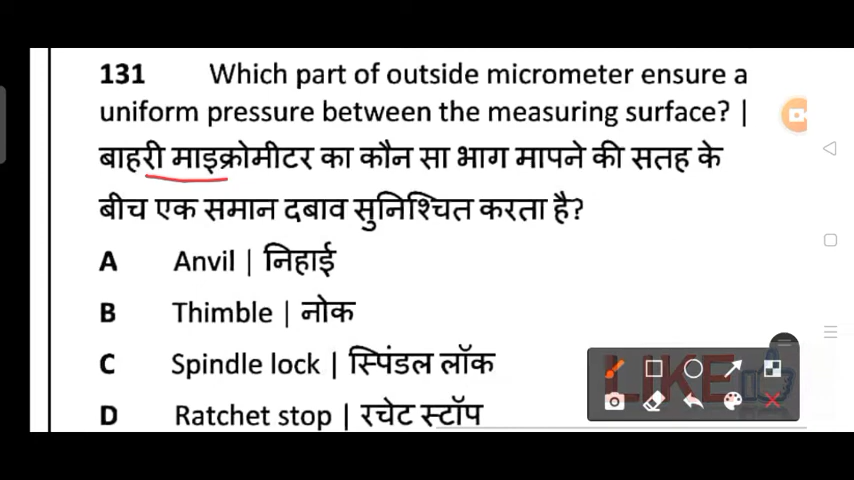 131 Which part of outside micrometer ensure a
uniform pressure between the measuring surface? |
बाहरी माइक्रोमीटर का कौन सा भाग मापने की सतह के
बीच एक समान दबाव सुनिश्चित करता है?
A Anvil | निहाई
B Thimble | नोक
C Spindle lock | स्पिंडल लॉक
D Ratchet stop | रचेट स्टॉप
LIKE